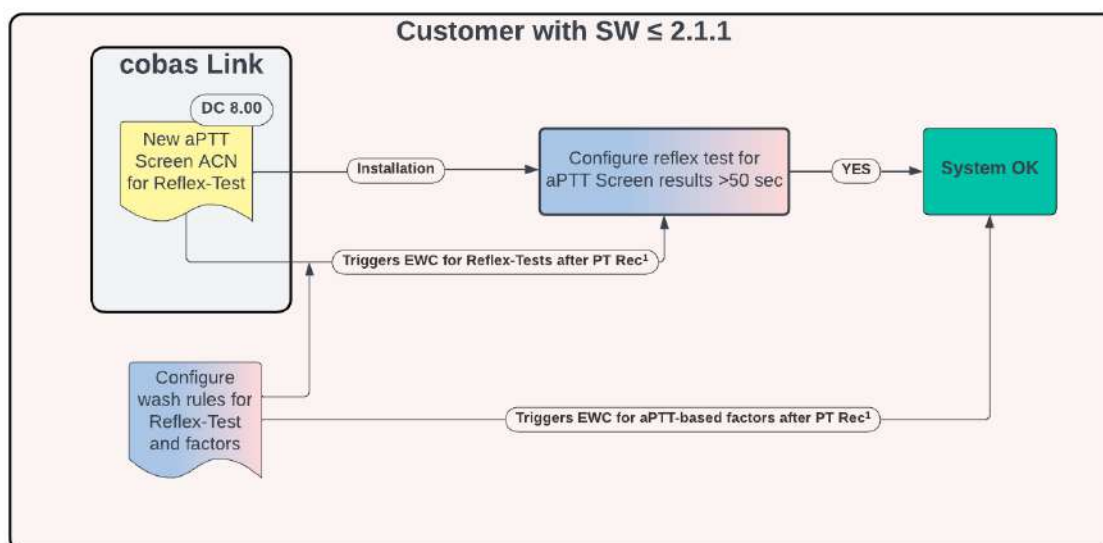 Customer with SW ≤ 2.1.1
cobas Link
DC 8.00
New aPTT
Screen ACN
for Reflex-Test
Installation
Configure reflex test for
aPTT Screen results >50 sec
YES
System OK
Triggers EWC for Reflex-Tests after PT Rec¹
Configure
wash rules for
Reflex-Test
and factors
Triggers EWC for aPTT-based factors after PT Rec¹